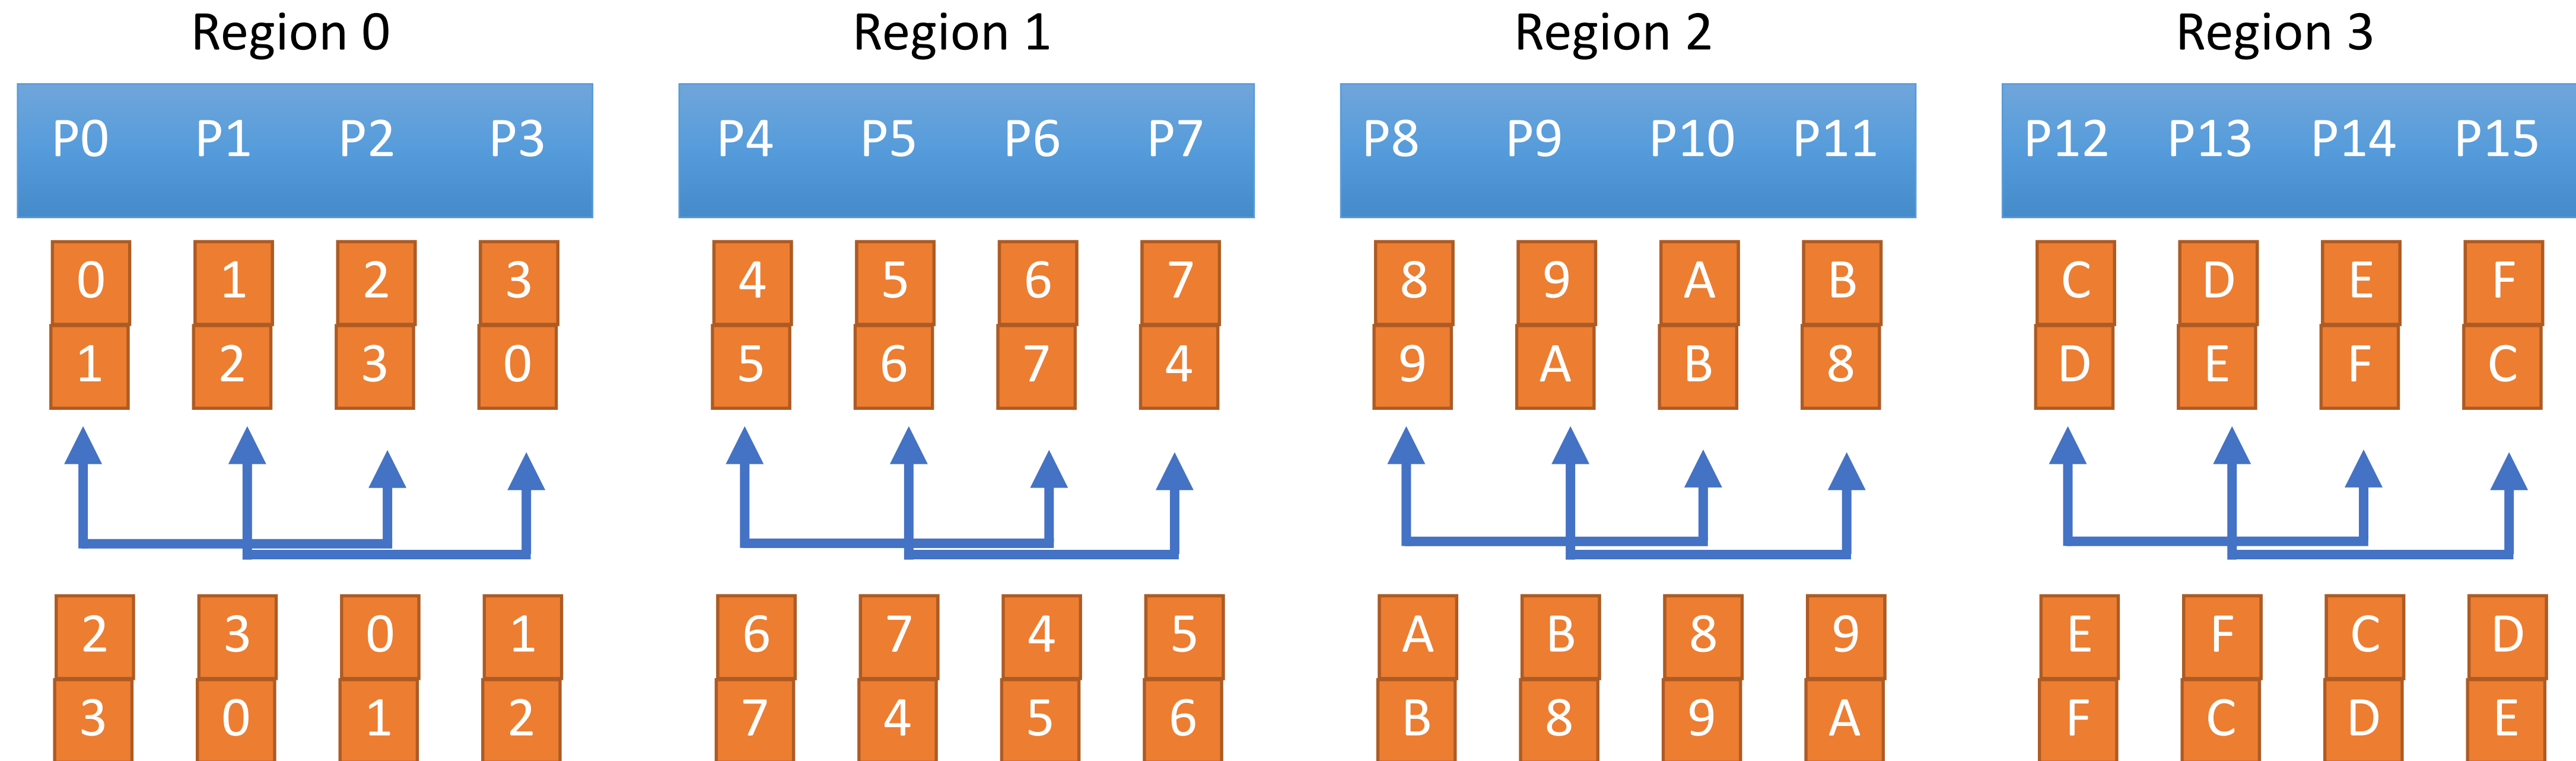 Region 0 Region 1 Region 2 Region 3
P0 P1 P2 P3 P4 P5 P6 P7 P8 P9 P10 P11 P12 P13 P14 P15
0 1 2 3 4 5 6 7 8 9 A B C D E F
1 2 3 0 5 6 7 4 9 A B 8 D E F C
2 3 0 1 6 7 4 5 A B 8 9 E F C D
3 0 1 2 7 4 5 6 B 8 9 A F C D E